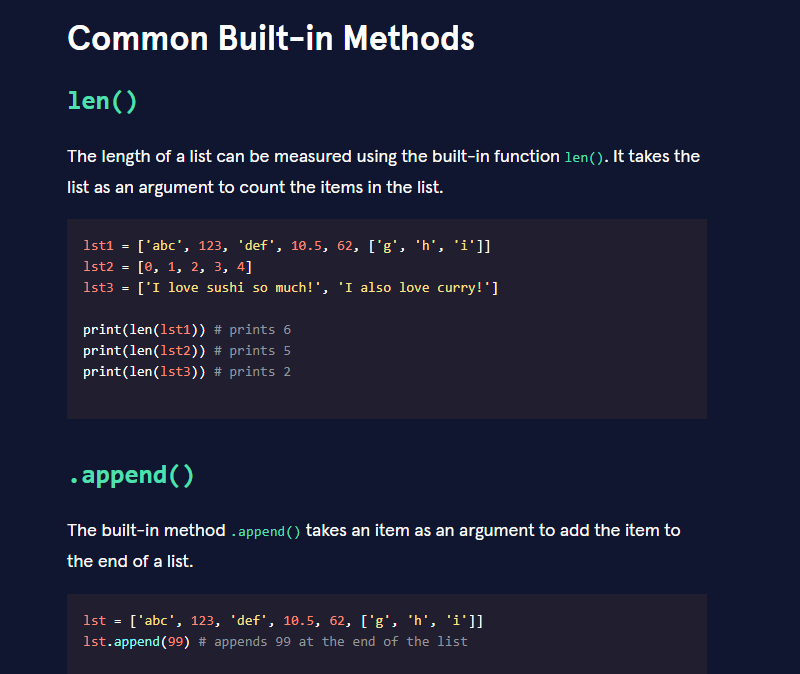 Common Built-in Methods
len()
The length of a list can be measured using the built-in function len(). It takes the
list as an argument to count the items in the list.
lst1 = ['abc', 123, 'def', 10.5, 62, ['g', 'h', 'i']]
lst2 = [0, 1, 2, 3, 4]
lst3 = ['I love sushi so much!', 'I also love curry!']
print(len(lst1)) # prints 6
print(len(lst2)) # prints 5
print(len(lst3)) # prints 2
.append()
The built-in method .append() takes an item as an argument to add the item to
the end of a list.
lst = ['abc', 123, 'def', 10.5, 62, ['g', 'h', 'i']]
lst.append(99) # appends 99 at the end of the list